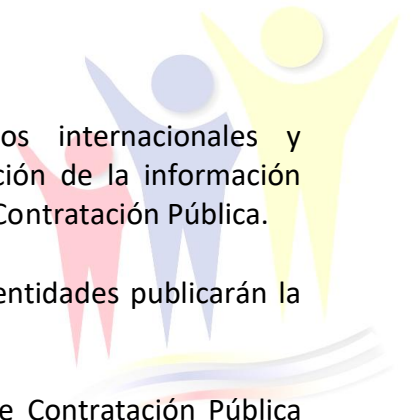 os internacionales y
ción de la información
Contratación Pública.
entidades publicarán la
e Contratación Pública